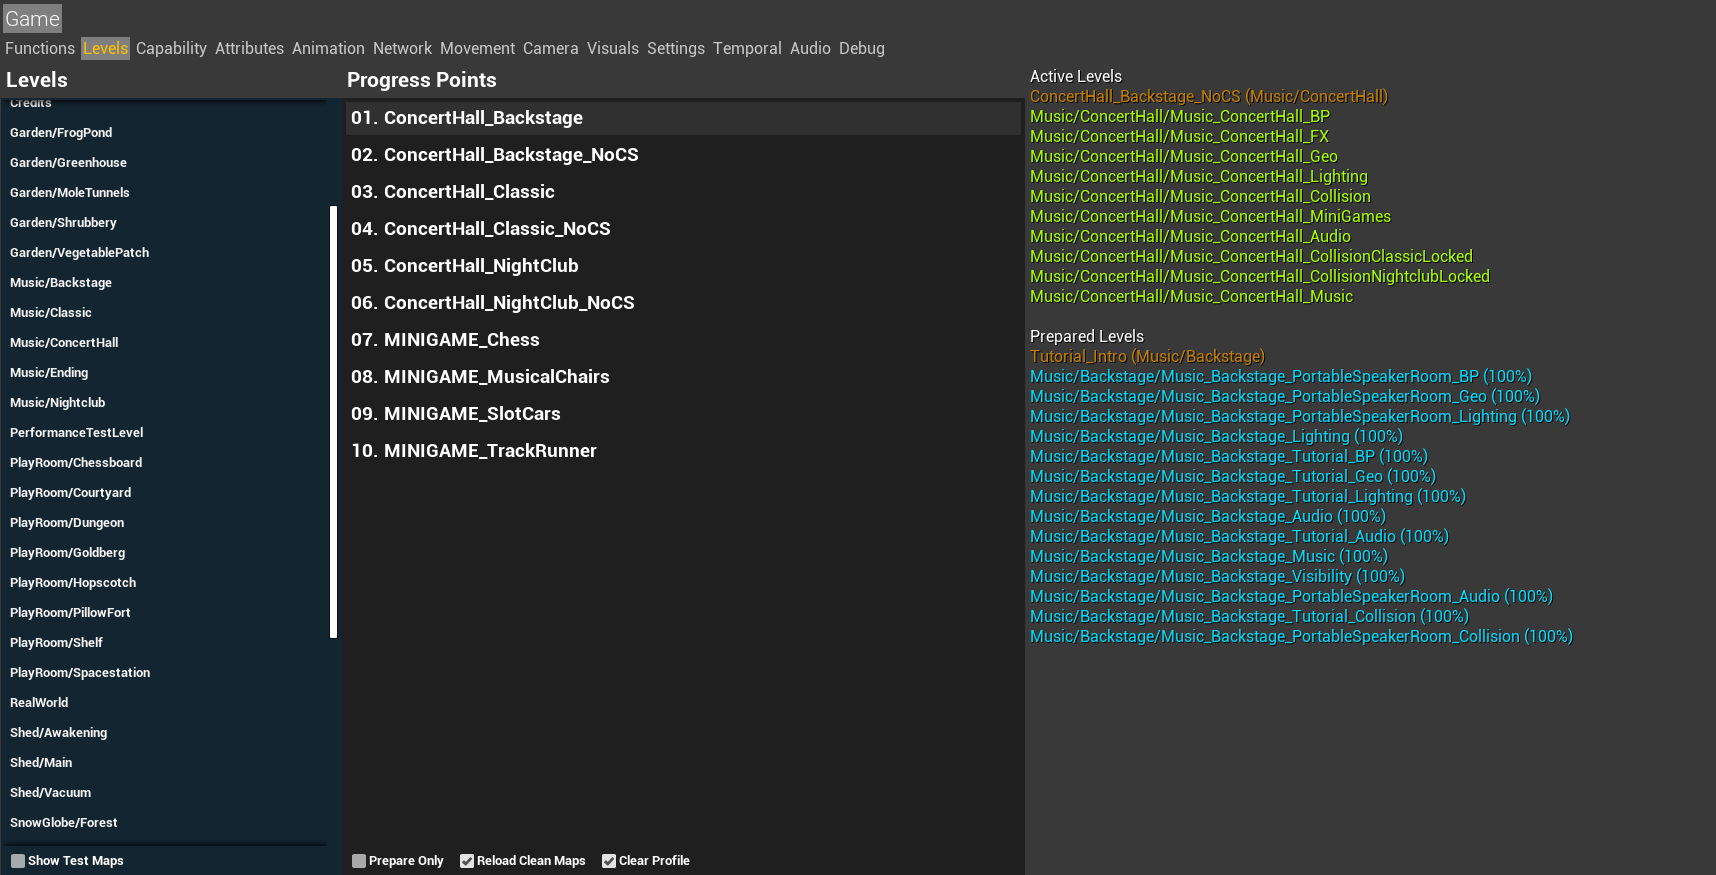 Game
Functions Levels Capability Attributes Animation Network Movement Camera Visuals Settings Temporal Audio Debug
Levels
Credits
Garden/FrogPond
Garden/Greenhouse
Garden/MoleTunnels
Garden/Shrubbery
Garden/VegetablePatch
Music/Backstage
Music/Classic
Music/ConcertHall
Music/Ending
Music/Nightclub
PerformanceTestLevel
PlayRoom/Chessboard
PlayRoom/Courtyard
PlayRoom/Dungeon
PlayRoom/Goldberg
PlayRoom/Hopscotch
PlayRoom/PillowFort
PlayRoom/Shelf
PlayRoom/Spacestation
RealWorld
Shed/Awakening
Shed/Main
Shed/Vacuum
SnowGlobe/Forest
Show Test Maps
Progress Points
01. ConcertHall_Backstage
02. ConcertHall_Backstage_NoCS
03. ConcertHall_Classic
04. ConcertHall_Classic_NoCS
05. ConcertHall_NightClub
06. ConcertHall_NightClub_NoCS
07. MINIGAME_Chess
08. MINIGAME_MusicalChairs
09. MINIGAME_SlotCars
10. MINIGAME_TrackRunner
Prepare Only Reload Clean Maps Clear Profile
Active Levels
ConcertHall_Backstage_NoCS (Music/ConcertHall)
Music/ConcertHall/Music_ConcertHall_BP
Music/ConcertHall/Music_ConcertHall_FX
Music/ConcertHall/Music_ConcertHall_Geo
Music/ConcertHall/Music_ConcertHall_Lighting
Music/ConcertHall/Music_ConcertHall_Collision
Music/ConcertHall/Music_ConcertHall_MiniGames
Music/ConcertHall/Music_ConcertHall_Audio
Music/ConcertHall/Music_ConcertHall_CollisionClassicLocked
Music/ConcertHall/Music_ConcertHall_CollisionNightclubLocked
Music/ConcertHall/Music_ConcertHall_Music
Prepared Levels
Tutorial_Intro (Music/Backstage)
Music/Backstage/Music_Backstage_PortableSpeakerRoom_BP (100%)
Music/Backstage/Music_Backstage_PortableSpeakerRoom_Geo (100%)
Music/Backstage/Music_Backstage_PortableSpeakerRoom_Lighting (100%)
Music/Backstage/Music_Backstage_Lighting (100%)
Music/Backstage/Music_Backstage_Tutorial_BP (100%)
Music/Backstage/Music_Backstage_Tutorial_Geo (100%)
Music/Backstage/Music_Backstage_Tutorial_Lighting (100%)
Music/Backstage/Music_Backstage_Audio (100%)
Music/Backstage/Music_Backstage_Tutorial_Audio (100%)
Music/Backstage/Music_Backstage_Music (100%)
Music/Backstage/Music_Backstage_Visibility (100%)
Music/Backstage/Music_Backstage_PortableSpeakerRoom_Audio (100%)
Music/Backstage/Music_Backstage_Tutorial_Collision (100%)
Music/Backstage/Music_Backstage_PortableSpeakerRoom_Collision (100%)